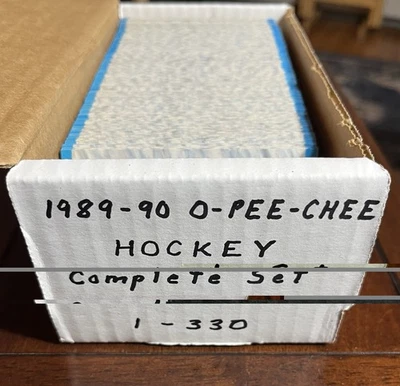 1989-90 O-PEE-CHEE
HOCKEY
Complete Set
1-330